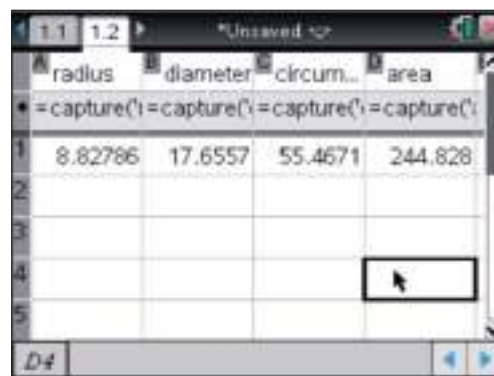 1.1 1.2 *Unsaved
A radius B diameter C circum... D area
=capture(' =capture(' =capture(' =capture('
1 8.82786 17.6557 55.4671 244.828
2
3
4
5
D4